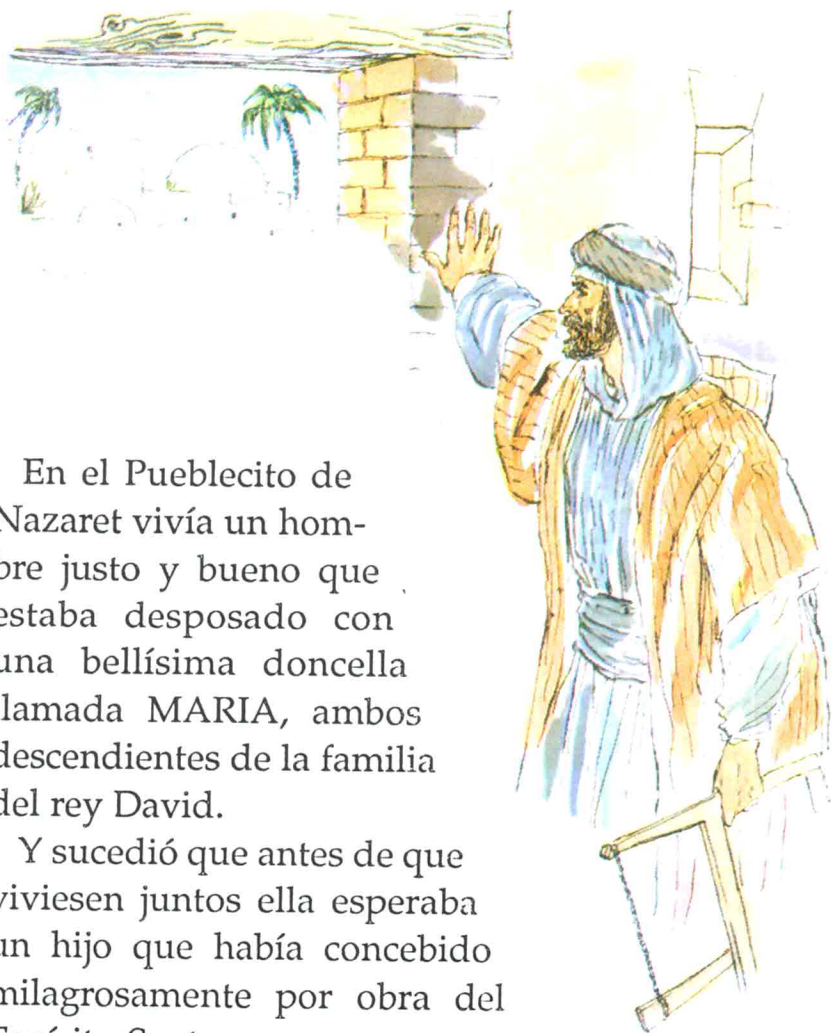 En el Pueblecito de
Nazaret vivía un hom-
bre justo y bueno que
estaba desposado con
una bellísima doncella
llamada MARIA, ambos
descendientes de la familia
del rey David.
Y sucedió que antes de que
viviesen juntos ella esperaba
un hijo que había concebido
milagrosamente por obra del